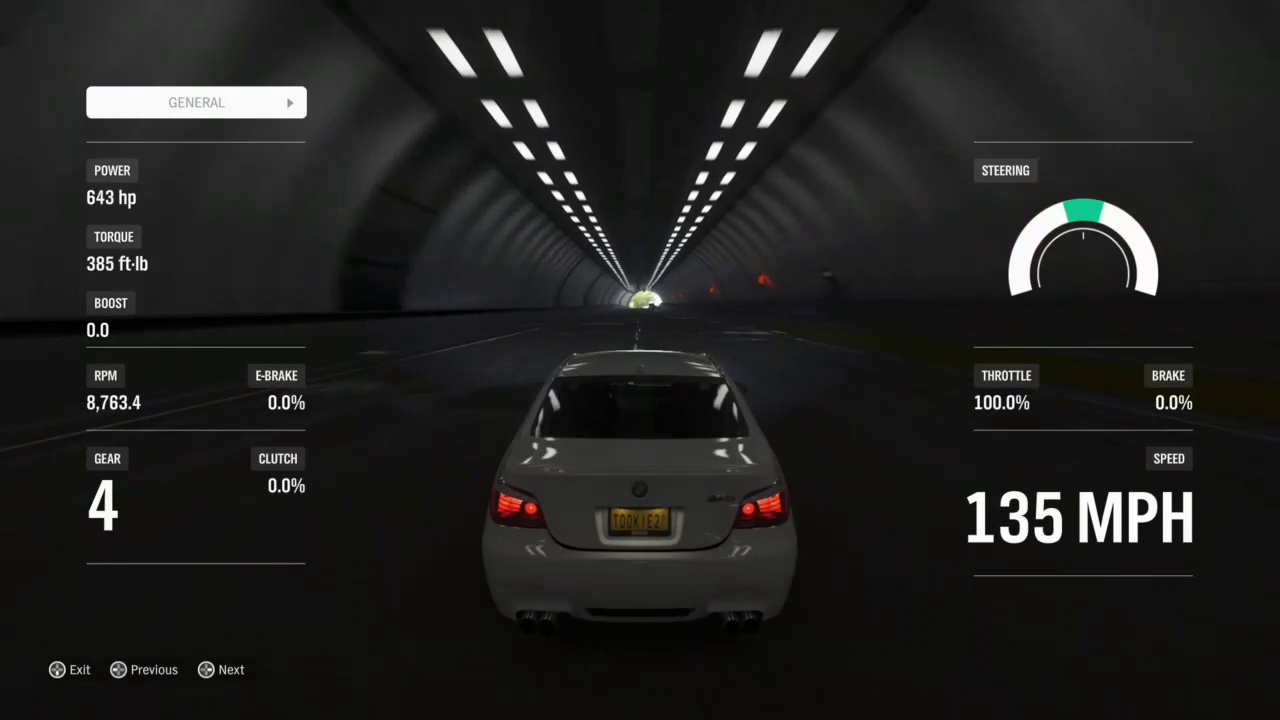 GENERAL
POWER
643 hp
TORQUE
385 ft·lb
BOOST
0.0
RPM
E-BRAKE
8,763.4
0.0%
GEAR
CLUTCH
4
0.0%
STEERING
THROTTLE
BRAKE
100.0%
0.0%
SPEED
135 MPH
TOOKIE2
Exit
Previous
Next